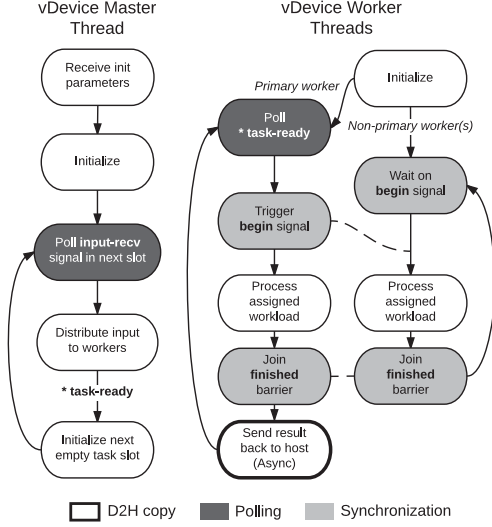 vDevice Master
Thread
Receive init
parameters
Initialize
Poll input-recv
signal in next slot
Distribute input
to workers
* task-ready
Initialize next
empty task slot
vDevice Worker
Threads
Initialize
Primary worker
Non-primary worker(s)
Poll
* task-ready
Trigger
begin signal
Process
assigned
workload
Join
finished
barrier
Send result
back to host
(Async)
Wait on
begin signal
Process
assigned
workload
Join
finished
barrier
D2H copy
Polling
Synchronization